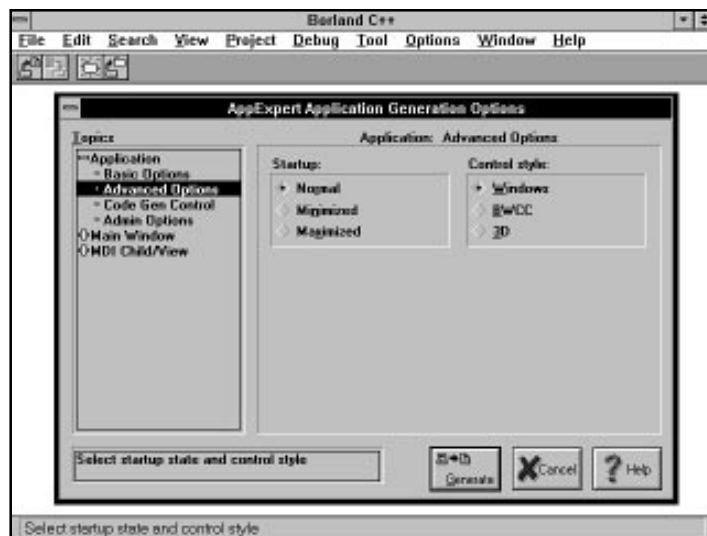 Borland C++
File Edit Search View Project Debug Tool Options Window Help
AppExpert Application Generation Options
Topics
Application
Basic Options
Advanced Options
Code Gen Control
Admin Options
Main Window
MDI Child/View
Application: Advanced Options
Startup:
Normal
Minimized
Maximized
Control style:
Windows
BWCC
3D
Select startup state and control style
Generate
Cancel
Help
Select startup state and control style